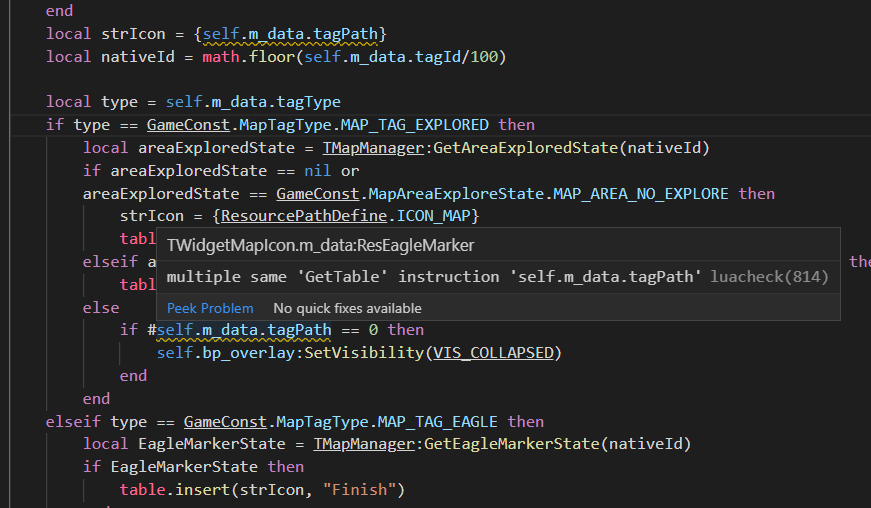 end
local strIcon = {self.m_data.tagPath}
local nativeId = math.floor(self.m_data.tagId/100)
local type = self.m_data.tagType
if type == GameConst.MapTagType.MAP_TAG_EXPLORED then
local areaExploredState = TMapManager:GetAreaExploredState(nativeId)
if areaExploredState == nil or
areaExploredState == GameConst.MapAreaExploreState.MAP_AREA_NO_EXPLORE then
strIcon = {ResourcePathDefine.ICON_MAP}
tabl
TWidgetMapIcon.m_data:ResEagleMarker
elseif a
the
multiple same 'GetTable' instruction 'self.m_data.tagPath' luacheck(814)
tabl
else
Peek Problem No quick fixes available
if #self.m_data.tagPath == 0 then
self.bp_overlay:SetVisibility(VIS_COLLAPSED)
end
end
elseif type == GameConst.MapTagType.MAP_TAG_EAGLE then
local EagleMarkerState = TMapManager:GetEagleMarkerState(nativeId)
if EagleMarkerState then
table.insert(strIcon, "Finish")